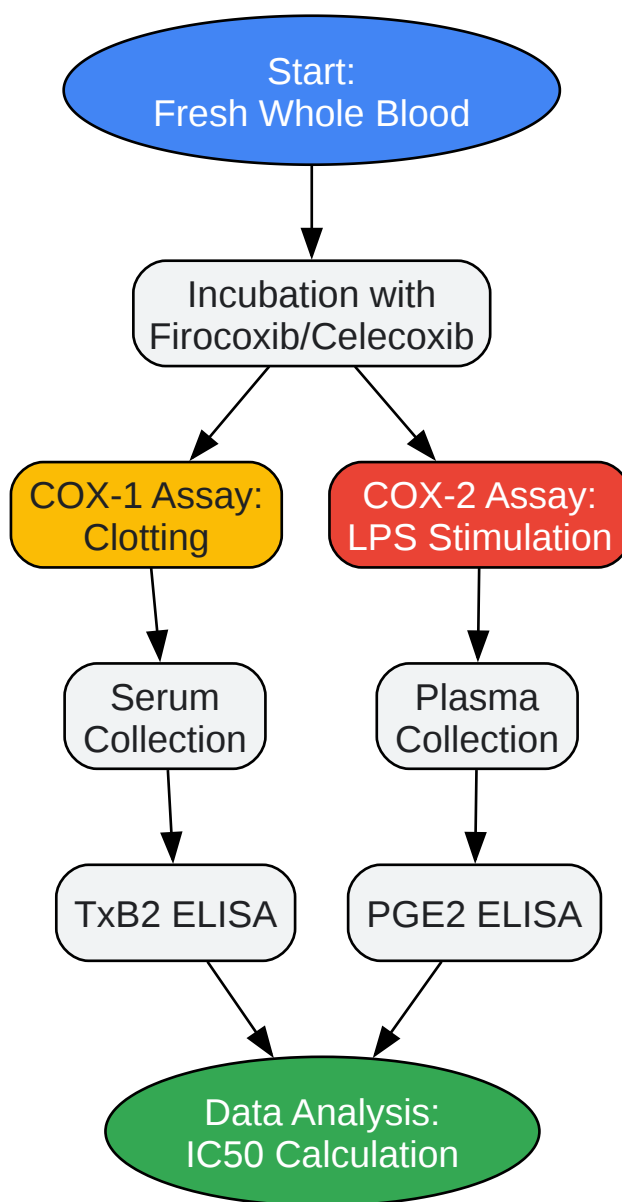 Start:
Fresh Whole Blood
Incubation with
Firocoxib/Celecoxib
COX-1 Assay:
Clotting
COX-2 Assay:
LPS Stimulation
Serum
Collection
Plasma
Collection
TxB2 ELISA
PGE2 ELISA
Data Analysis:
IC50 Calculation